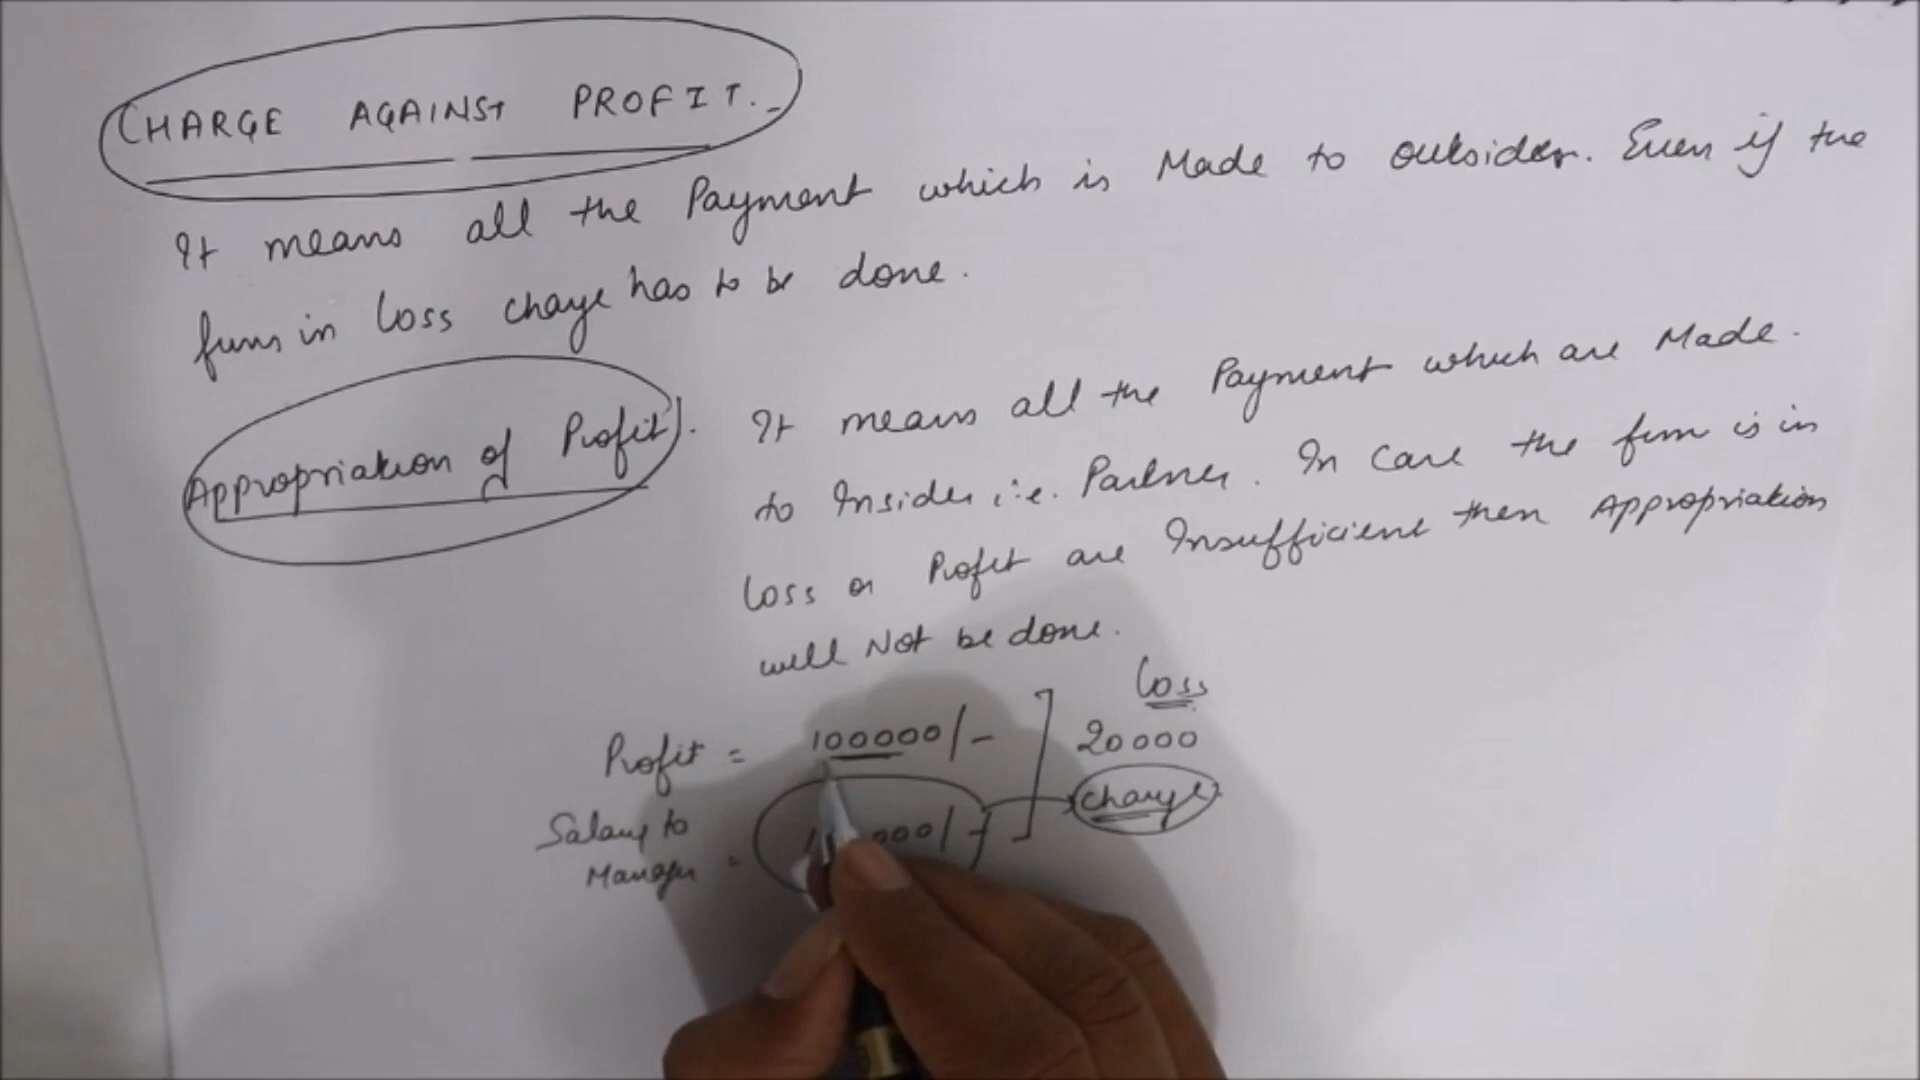 CHARGE AGAINST PROFIT.
It means all the Payment which is Made to outsider. Even if the
firms in loss charge has to be done.
Appropriation of Profit). It means all the Payment which are Made.
to Insider i.e. Partner. In Case the firm is in
loss or Profit are Insufficient then Appropriation
will Not be done.
Loss
Profit = 100000/- ] 20000
Salary to charge
Manager =